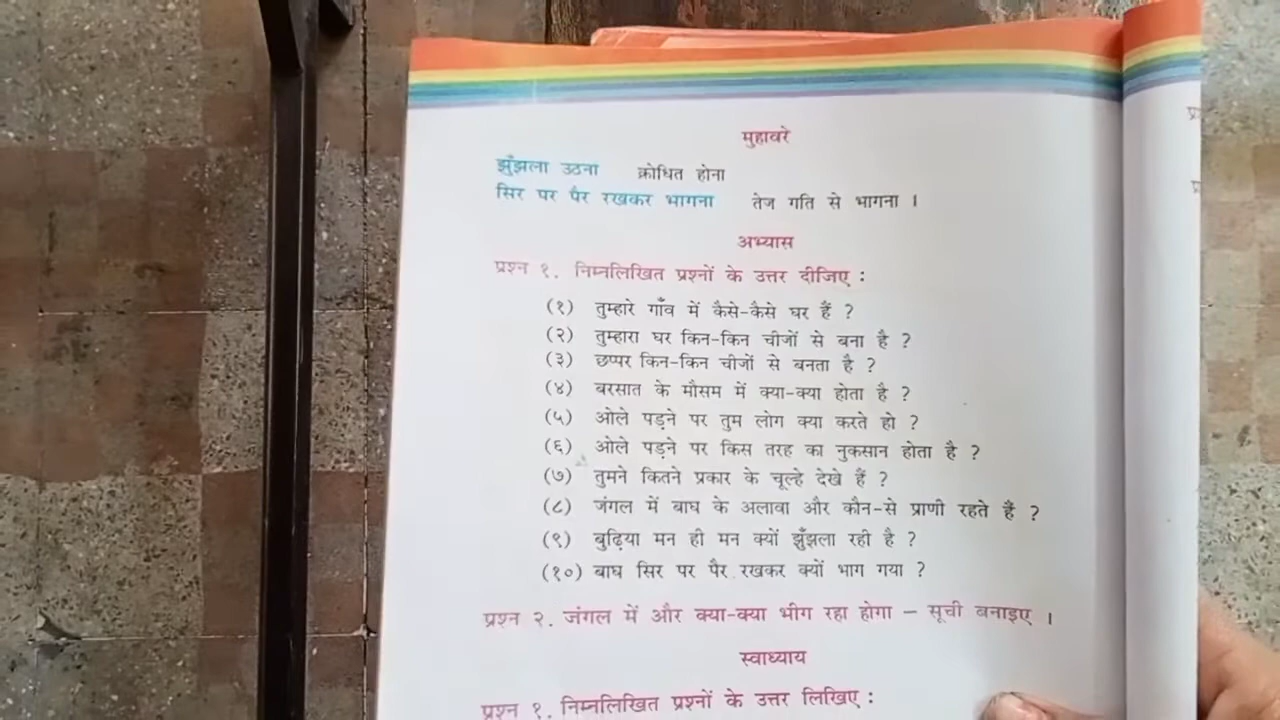 मुहावरे
झुँझला उठना क्रोधित होना
सिर पर पैर रखकर भागना तेज गति से भागना ।
अभ्यास
प्रश्न १. निम्नलिखित प्रश्नों के उत्तर दीजिए :
(१) तुम्हारे गाँव में कैसे-कैसे घर हैं ?
(२) तुम्हारा घर किन-किन चीजों से बना है ?
(३) छप्पर किन-किन चीजों से बनता है ?
(४) बरसात के मौसम में क्या-क्या होता है ?
(५) ओले पड़ने पर तुम लोग क्या करते हो ?
(६) ओले पड़ने पर किस तरह का नुकसान होता है ?
(७) तुमने कितने प्रकार के चूल्हे देखे हैं ?
(८) जंगल में बाघ के अलावा और कौन-से प्राणी रहते हैं ?
(९) बुढ़िया मन ही मन क्यों झुँझला रही है ?
(१०) बाघ सिर पर पैर रखकर क्यों भाग गया ?
प्रश्न २. जंगल में और क्या-क्या भीग रहा होगा – सूची बनाइए ।
स्वाध्याय
प्रश्न १. निम्नलिखित प्रश्नों के उत्तर लिखिए :